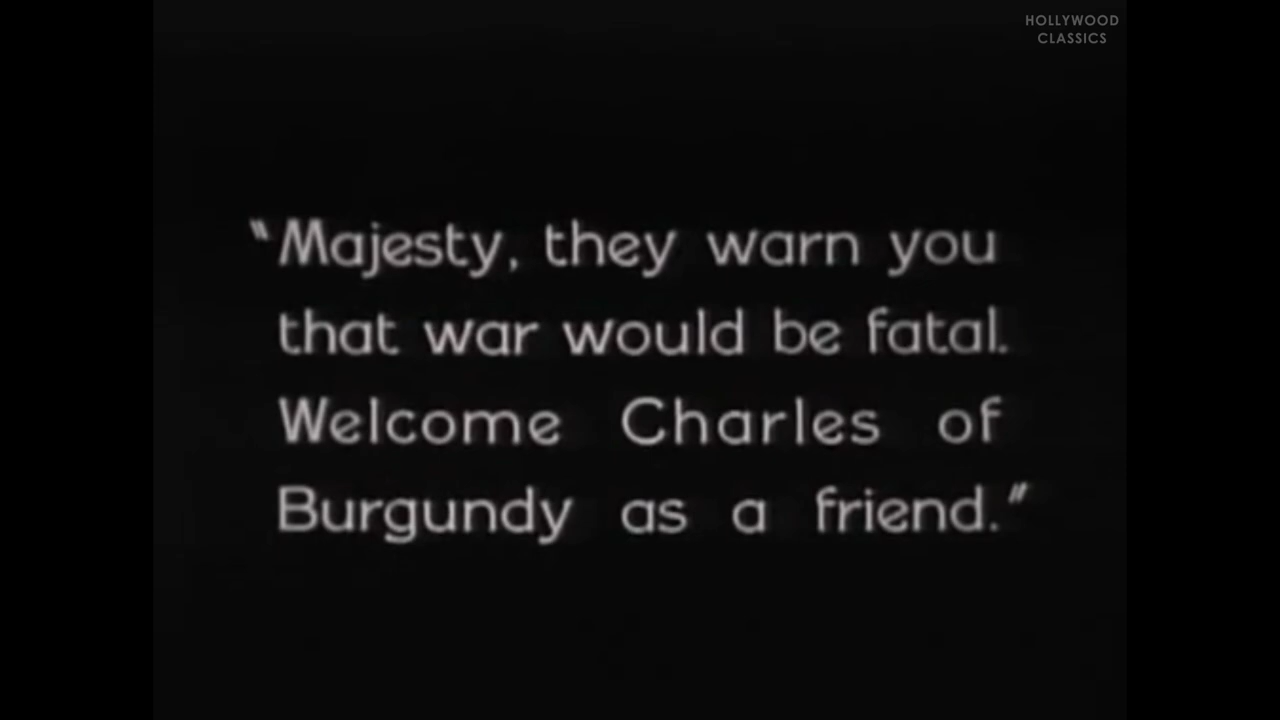 HOLLYWOOD
CLASSICS
"Majesty, they warn you
that war would be fatal.
Welcome Charles of
Burgundy as a friend."